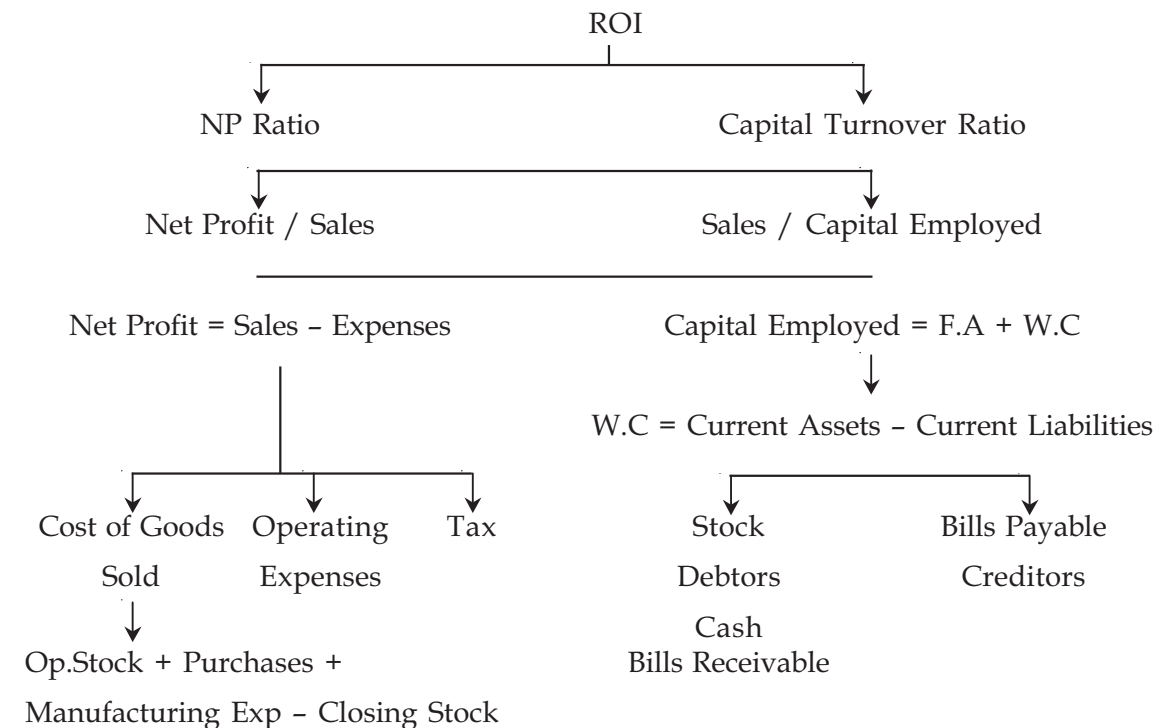 ROI
NP Ratio
Capital Turnover Ratio
Net Profit / Sales
Sales / Capital Employed
Net Profit = Sales – Expenses
Capital Employed = F.A + W.C
W.C = Current Assets – Current Liabilities
Cost of Goods
Sold
Operating
Expenses
Tax
Stock
Debtors
Cash
Bills Receivable
Bills Payable
Creditors
Op.Stock + Purchases +
Manufacturing Exp – Closing Stock